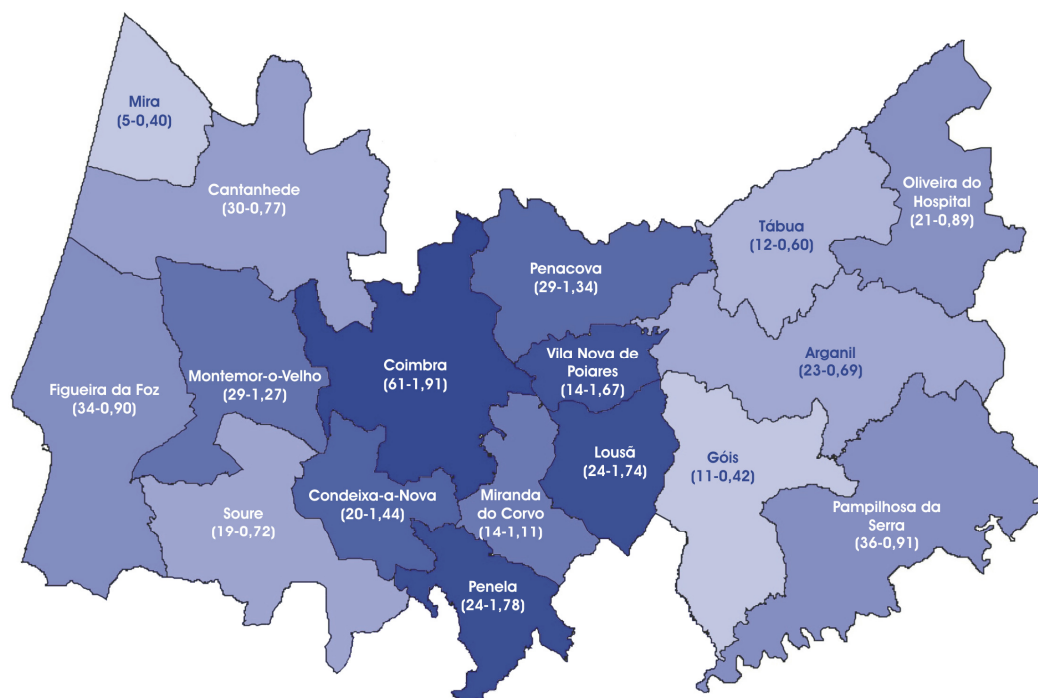 Mira
(5-0,40)
Cantanhede
(30-0,77)
Oliveira do
Hospital
(21-0,89)
Tábua
(12-0,60)
Penacova
(29-1,34)
Vila Nova de
Poiares
(14-1,67)
Arganil
(23-0,69)
Coimbra
(61-1,91)
Montemor-o-Velho
(29-1,27)
Figueira da Foz
(34-0,90)
Lousã
(24-1,74)
Góis
(11-0,42)
Condeixa-a-Nova
(20-1,44)
Miranda
do Corvo
(14-1,11)
Soure
(19-0,72)
Pampilhosa da
Serra
(36-0,91)
Penela
(24-1,78)